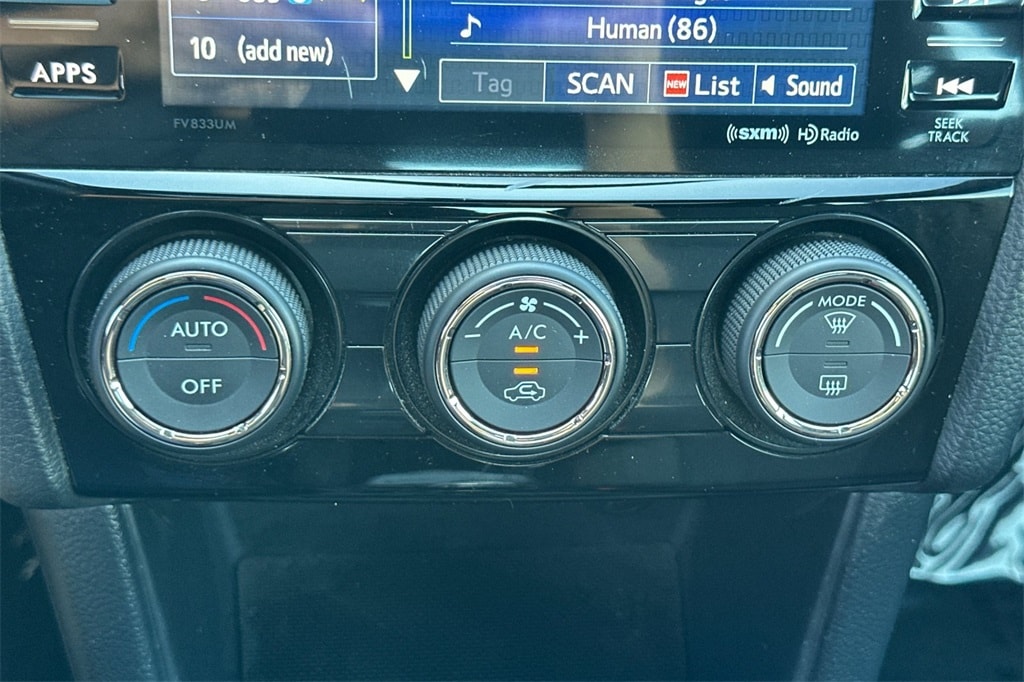 APPS
10 (add new)
Human (86)
Tag SCAN NEW List Sound
FV833UM
((sxm)) HD Radio
SEEK
TRACK
AUTO
OFF
A/C
- +
MODE